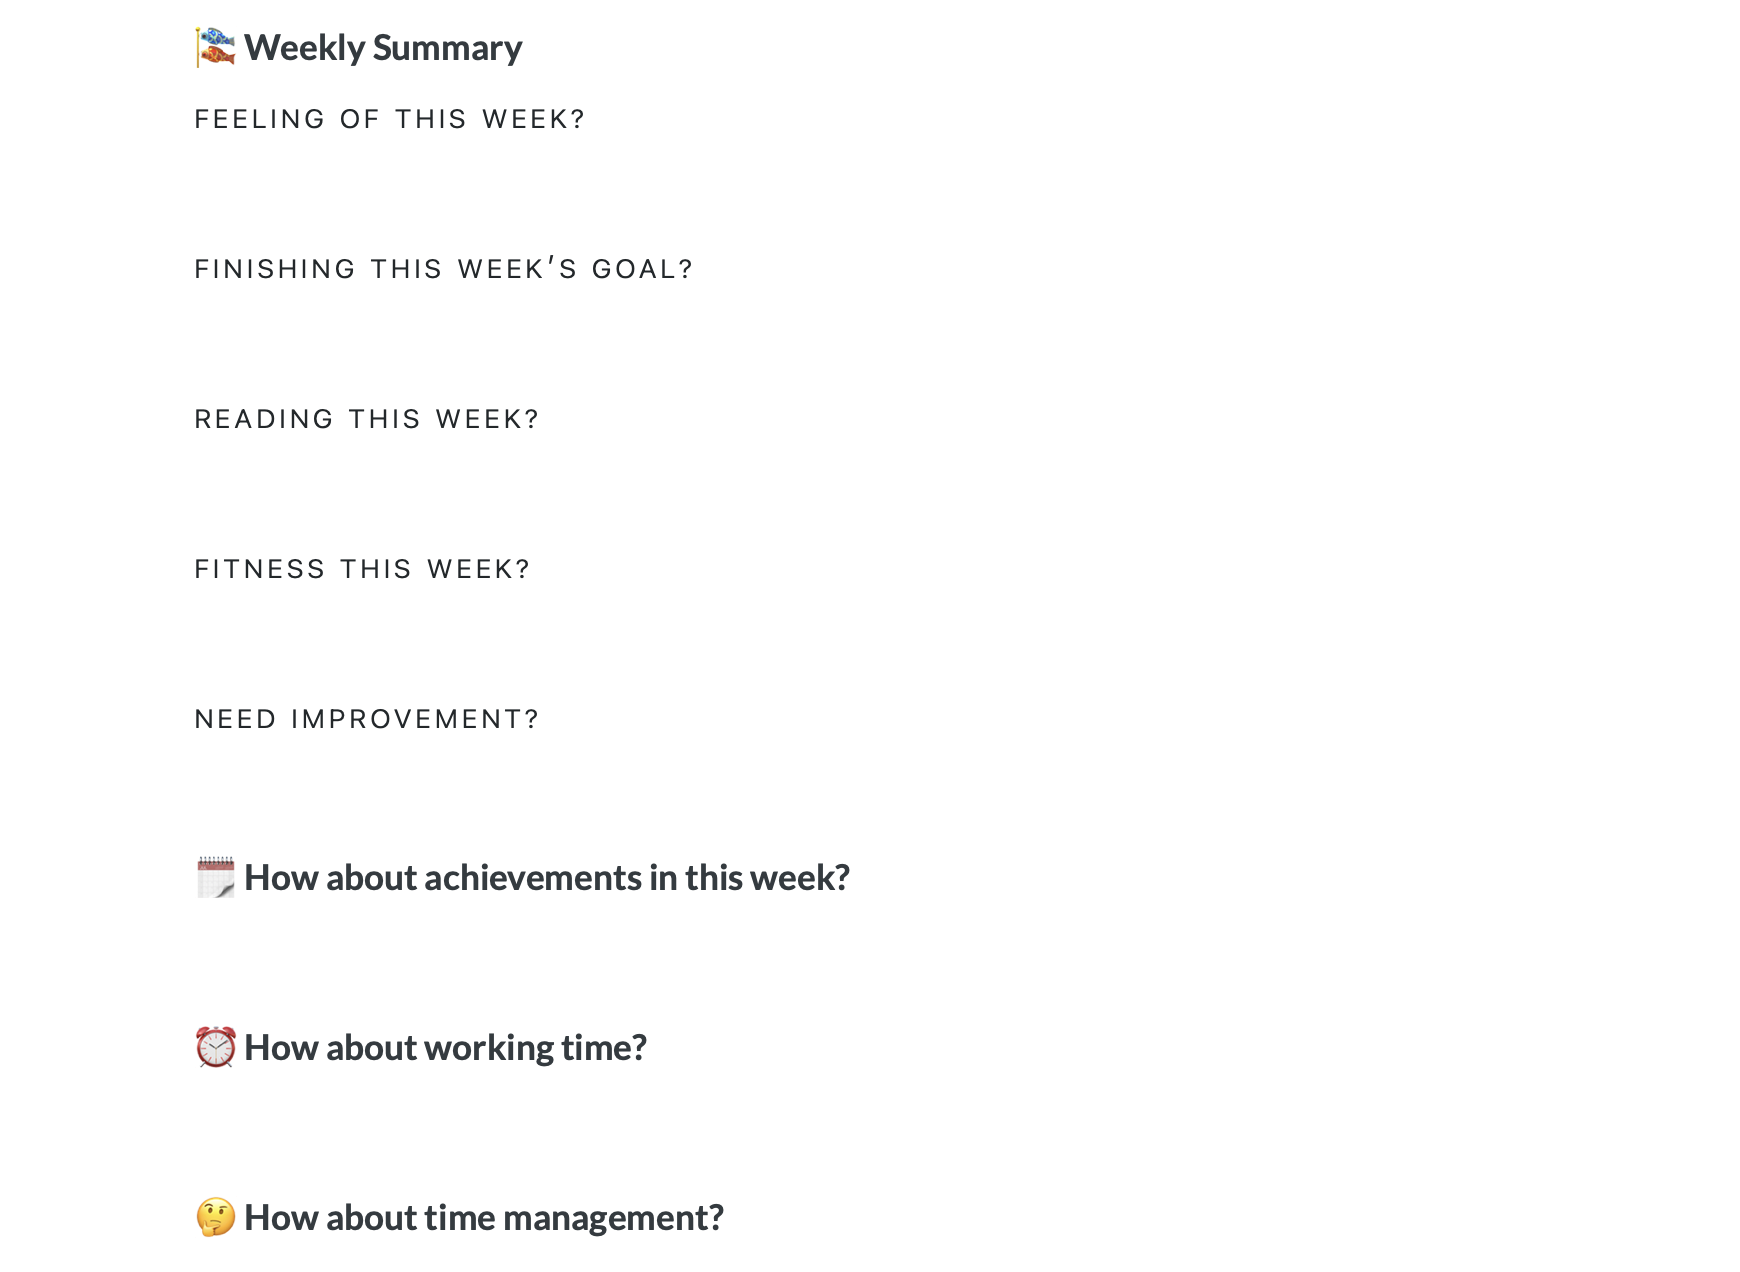 🎏 Weekly Summary
FEELING OF THIS WEEK?
FINISHING THIS WEEK'S GOAL?
READING THIS WEEK?
FITNESS THIS WEEK?
NEED IMPROVEMENT?
🗓 How about achievements in this week?
⏰ How about working time?
🤔 How about time management?